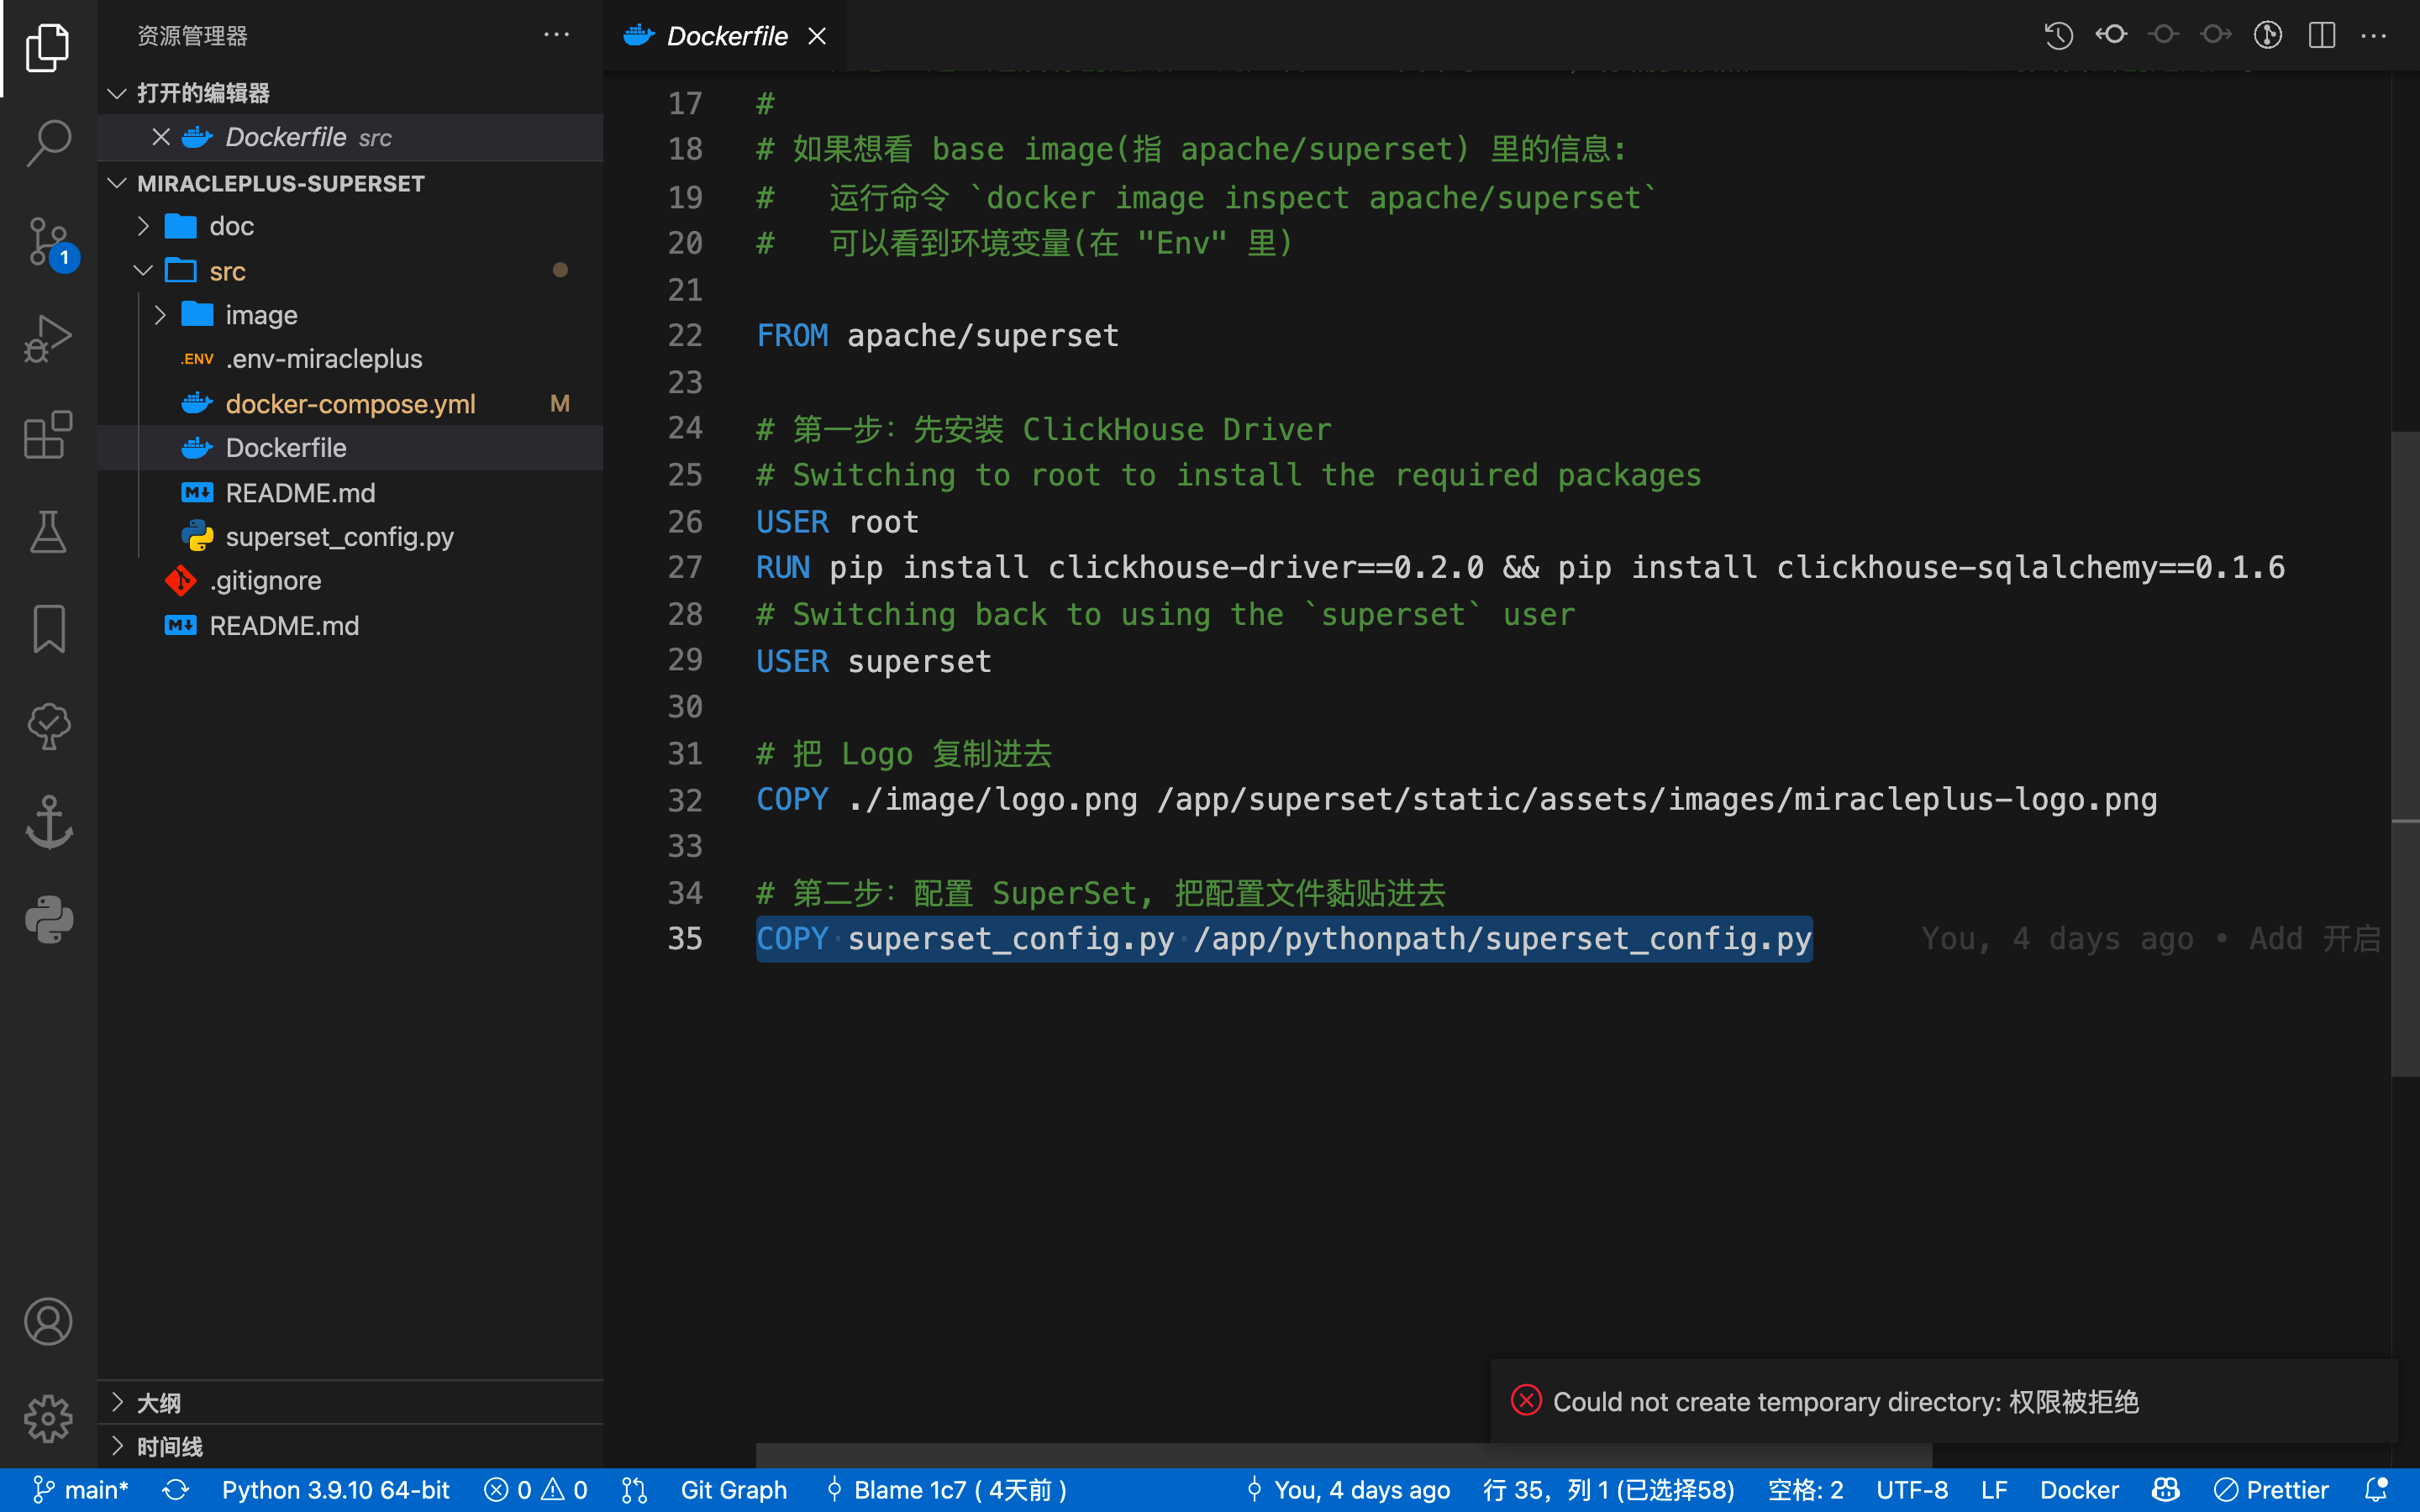 资源管理器
打开的编辑器
Dockerfile src
MIRACLEPLUS-SUPERSET
doc
src
image
.ENV .env-miracleplus
docker-compose.yml M
Dockerfile
README.md
superset_config.py
.gitignore
README.md
大纲
时间线
1
Dockerfile
17 #
18 # 如果想看 base image(指 apache/superset) 里的信息:
19 #   运行命令 `docker image inspect apache/superset`
20 #   可以看到环境变量(在 "Env" 里)
21
22 FROM apache/superset
23
24 # 第一步: 先安装 ClickHouse Driver
25 # Switching to root to install the required packages
26 USER root
27 RUN pip install clickhouse-driver==0.2.0 && pip install clickhouse-sqlalchemy==0.1.6
28 # Switching back to using the `superset` user
29 USER superset
30
31 # 把 Logo 复制进去
32 COPY ./image/logo.png /app/superset/static/assets/images/miracleplus-logo.png
33
34 # 第二步: 配置 SuperSet, 把配置文件黏贴进去
35 COPY superset_config.py /app/pythonpath/superset_config.py You, 4 days ago • Add 开启
Could not create temporary directory: 权限被拒绝
main* Python 3.9.10 64-bit 0 0 Git Graph Blame 1c7 ( 4天前 ) You, 4 days ago 行 35, 列 1 (已选择58) 空格: 2 UTF-8 LF Docker Prettier